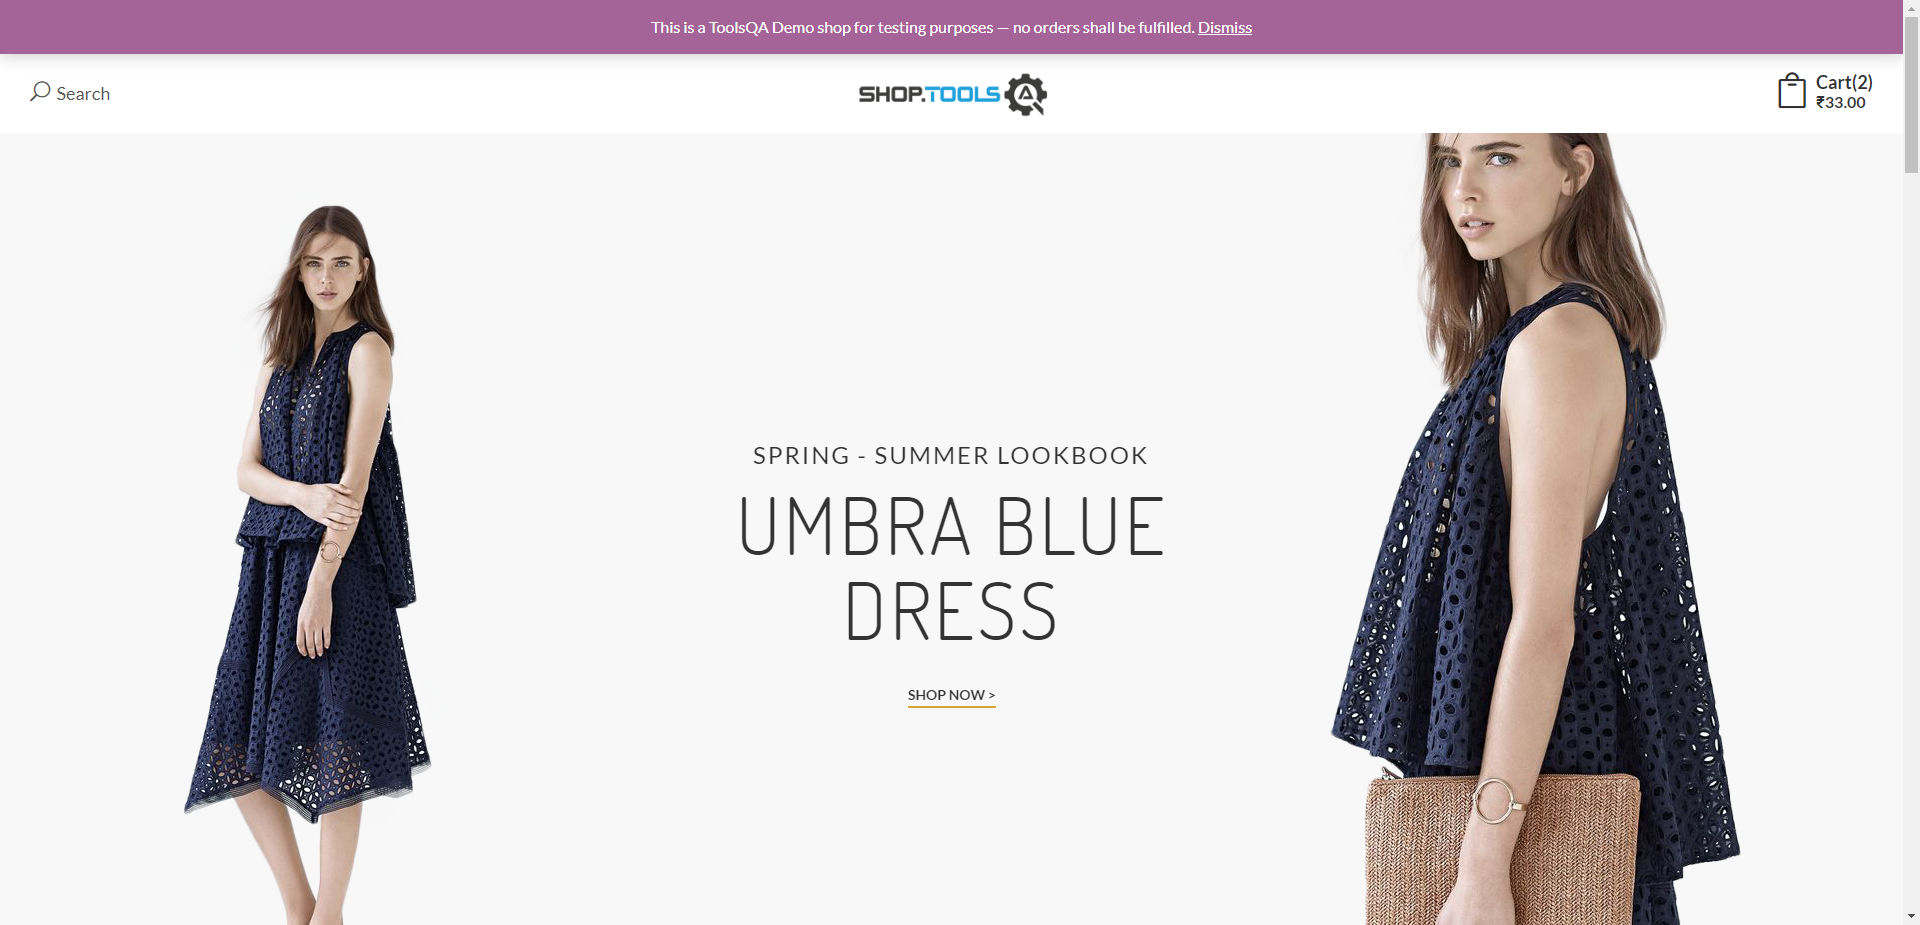 This is a ToolsQA Demo shop for testing purposes — no orders shall be fulfilled. Dismiss
Search
SHOP.TOOLS
Cart(2)
₹33.00
SPRING - SUMMER LOOKBOOK
UMBRA BLUE
DRESS
SHOP NOW >